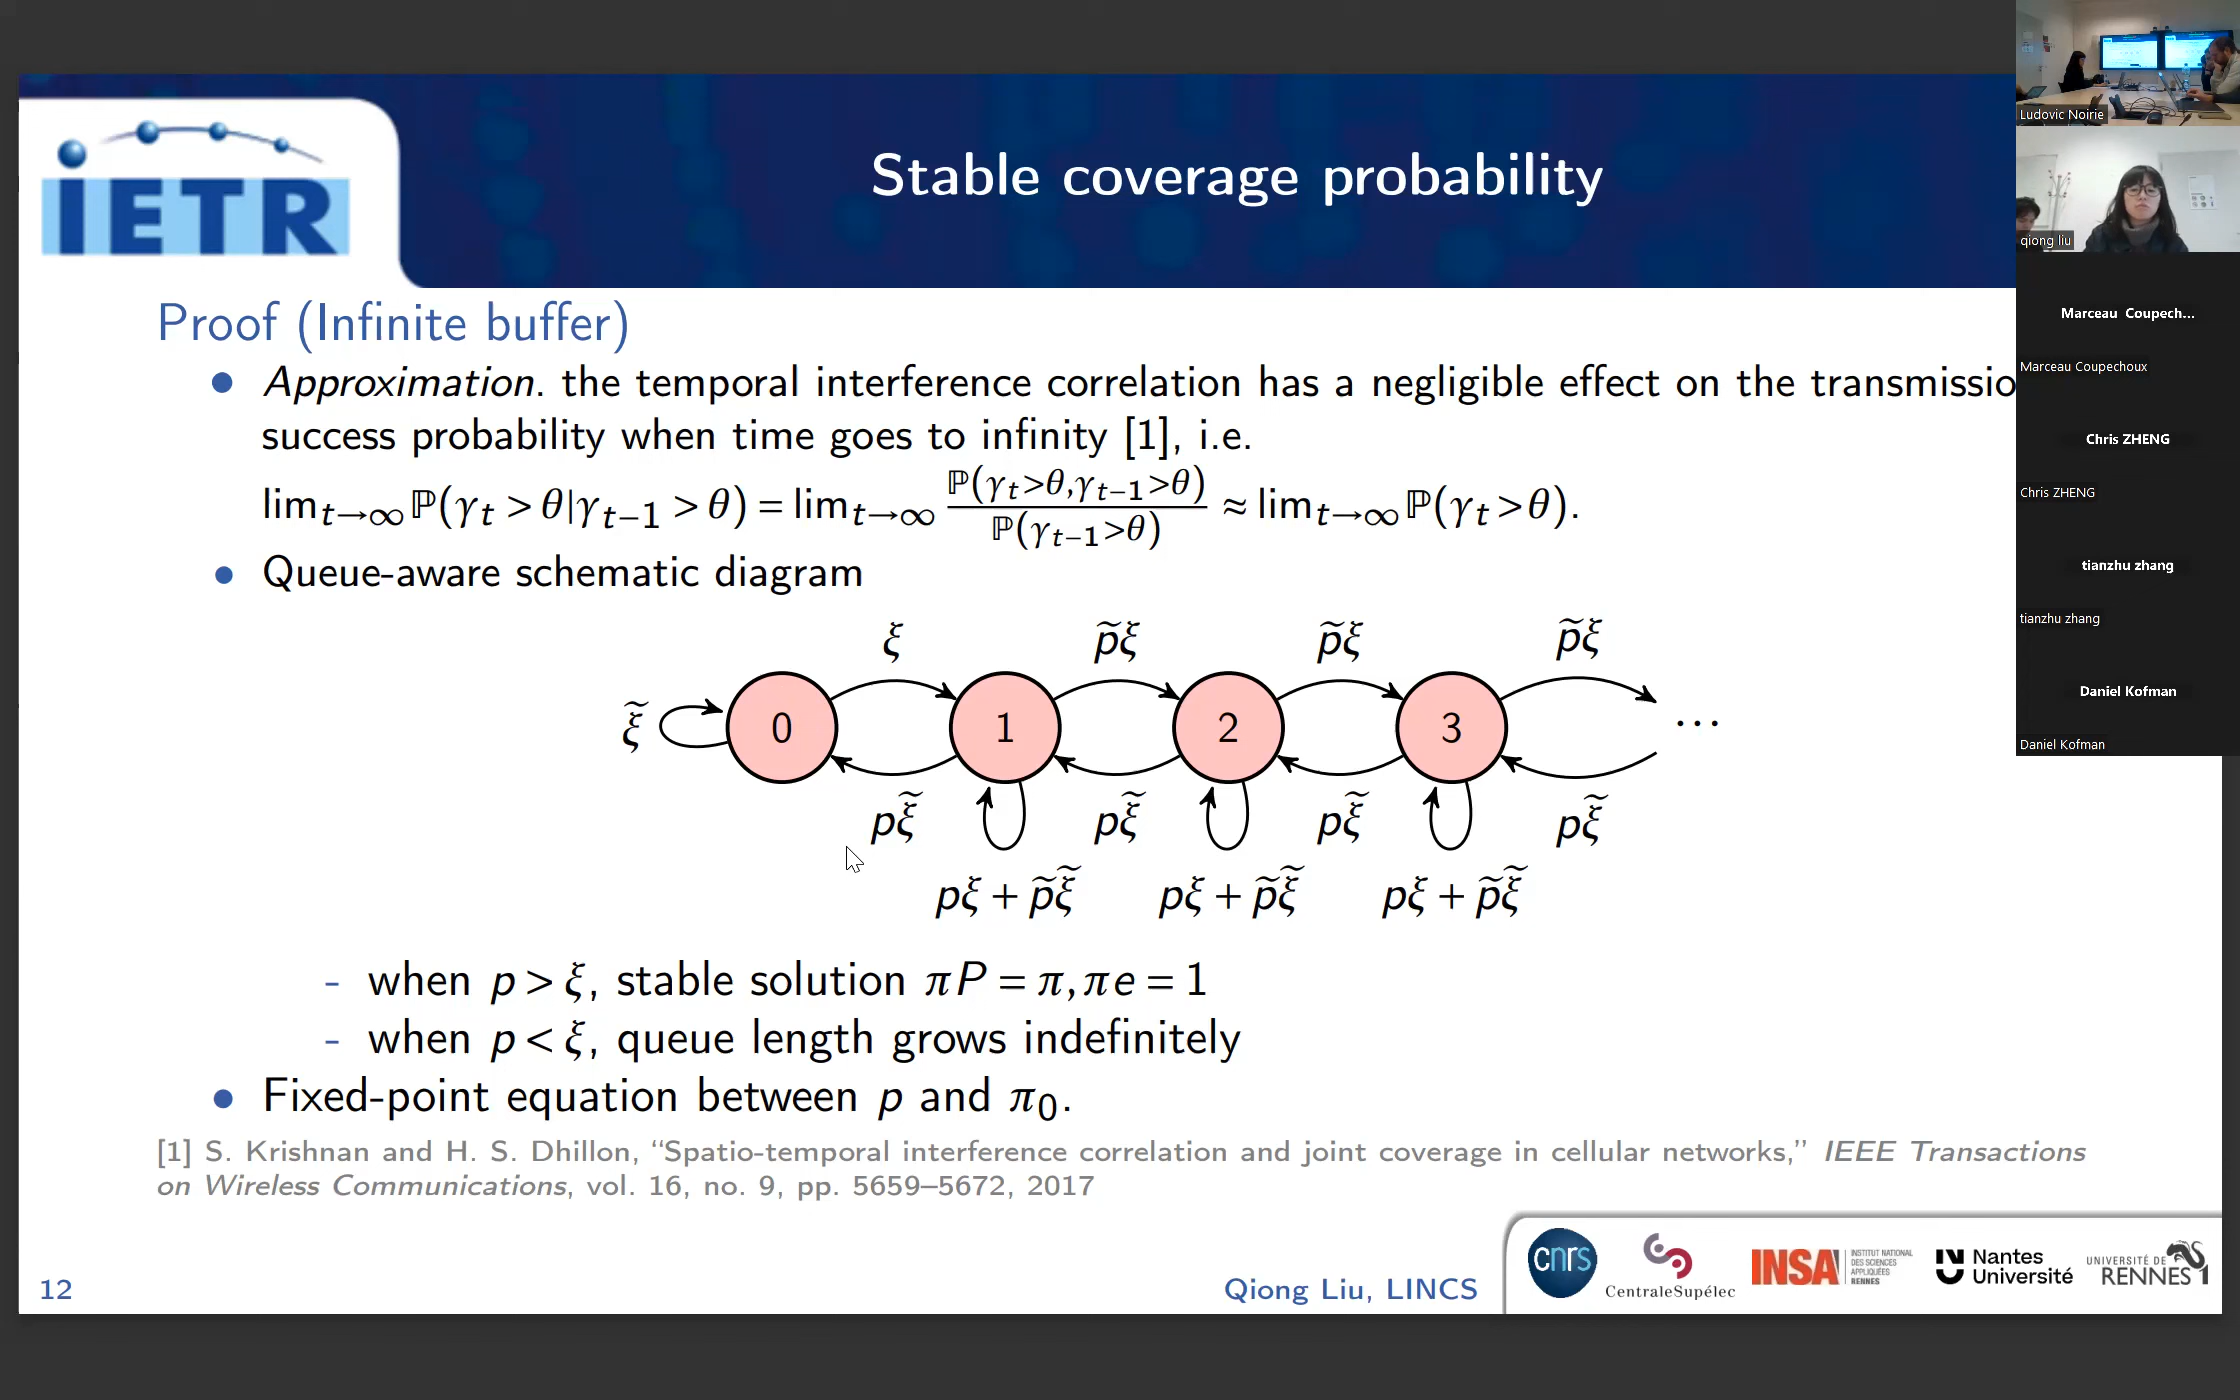 Stable coverage probability
iETR
Proof (Infinite buffer)
• Approximation. the temporal interference correlation has a negligible effect on the transmissio
success probability when time goes to infinity [1], i.e.
lim_{t→∞} ℙ(γ_t > θ|γ_{t−1} > θ) = lim_{t→∞} ℙ(γ_t>θ,γ_{t−1}>θ) / ℙ(γ_{t−1}>θ) ≈ lim_{t→∞} ℙ(γ_t>θ).
• Queue-aware schematic diagram
ξ p̃ξ p̃ξ p̃ξ
ξ̃ 0 1 2 3 ...
pξ̃ pξ̃ pξ̃ pξ̃
pξ + p̃ξ̃ pξ + p̃ξ̃ pξ + p̃ξ̃
- when p > ξ, stable solution πP = π, πe = 1
- when p < ξ, queue length grows indefinitely
• Fixed-point equation between p and π₀.
[1] S. Krishnan and H. S. Dhillon, “Spatio-temporal interference correlation and joint coverage in cellular networks,” IEEE Transactions
on Wireless Communications, vol. 16, no. 9, pp. 5659–5672, 2017
12
Qiong Liu, LINCS
cnrs
CentraleSupélec
INSA
INSTITUT NATIONAL
DES SCIENCES
APPLIQUÉES
RENNES
Nantes
Université
UNIVERSITÉ DE
RENNES 1
Ludovic Noirie
qiong liu
Marceau Coupech...
Marceau Coupechoux
Chris ZHENG
Chris ZHENG
tianzhu zhang
tianzhu zhang
Daniel Kofman
Daniel Kofman